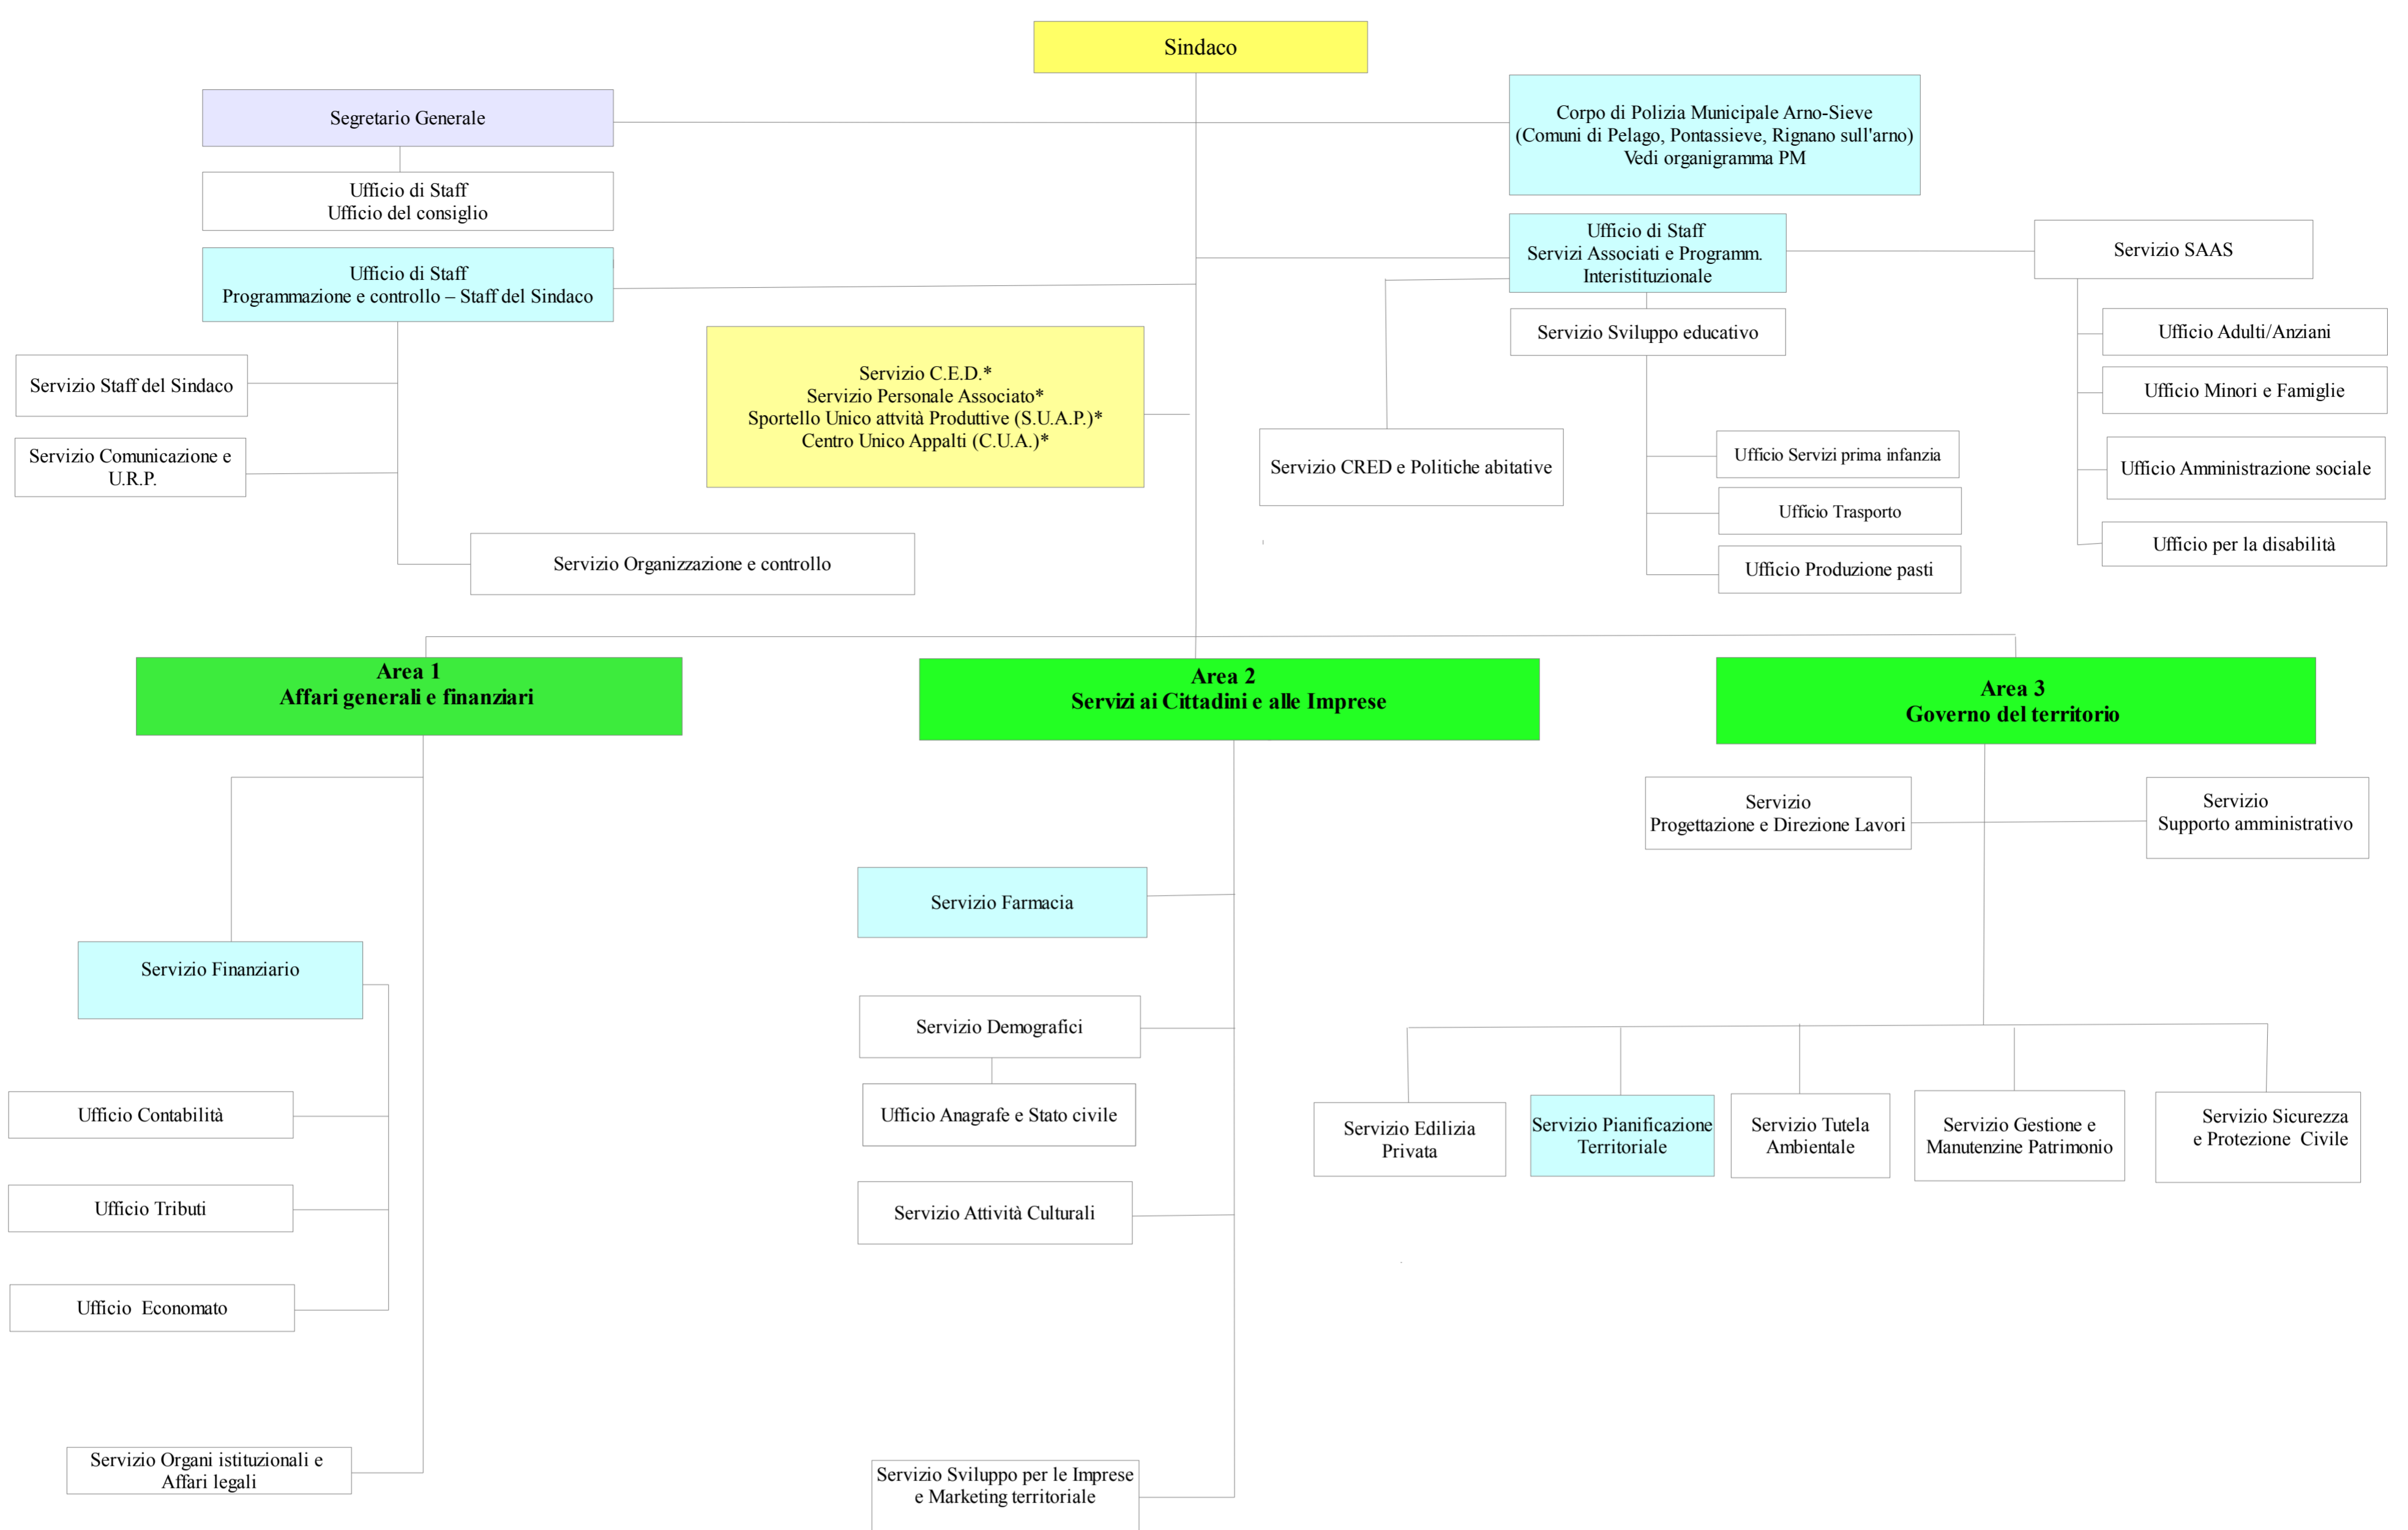 Sindaco
Segretario Generale
Corpo di Polizia Municipale Arno-Sieve
(Comuni di Pelago, Pontassieve, Rignano sull'arno)
Vedi organigramma PM
Ufficio di Staff
Ufficio del consiglio
Ufficio di Staff
Programmazione e controllo – Staff del Sindaco
Ufficio di Staff
Servizi Associati e Programm.
Interistituzionale
Servizio SAAS
Servizio Sviluppo educativo
Ufficio Adulti/Anziani
Ufficio Minori e Famiglie
Ufficio Amministrazione sociale
Ufficio per la disabilità
Servizio Staff del Sindaco
Servizio Comunicazione e
U.R.P.
Servizio C.E.D.*
Servizio Personale Associato*
Sportello Unico attvità Produttive (S.U.A.P.)*
Centro Unico Appalti (C.U.A.)*
Servizio CRED e Politiche abitative
Ufficio Servizi prima infanzia
Ufficio Trasporto
Ufficio Produzione pasti
Servizio Organizzazione e controllo
Area 1
Affari generali e finanziari
Area 2
Servizi ai Cittadini e alle Imprese
Area 3
Governo del territorio
Servizio
Progettazione e Direzione Lavori
Servizio
Supporto amministrativo
Servizio Finanziario
Ufficio Contabilità
Ufficio Tributi
Ufficio Economato
Servizio Organi istituzionali e
Affari legali
Servizio Farmacia
Servizio Demografici
Ufficio Anagrafe e Stato civile
Servizio Attività Culturali
Servizio Sviluppo per le Imprese
e Marketing territoriale
Servizio Edilizia
Privata
Servizio Pianificazione
Territoriale
Servizio Tutela
Ambientale
Servizio Gestione e
Manutenzine Patrimonio
Servizio Sicurezza
e Protezione Civile